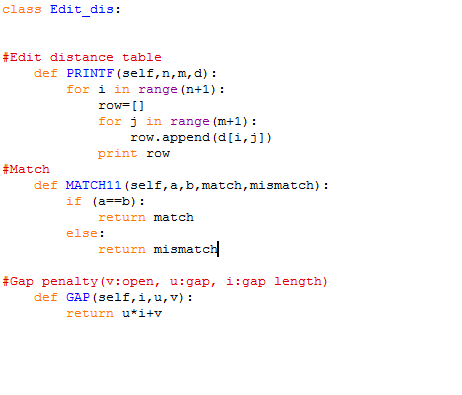 class Edit_dis:
#Edit distance table
    def PRINTF(self,n,m,d):
        for i in range(n+1):
            row=[]
            for j in range(m+1):
                row.append(d[i,j])
            print row
#Match
    def MATCH11(self,a,b,match,mismatch):
        if (a==b):
            return match
        else:
            return mismatch
#Gap penalty(v:open, u:gap, i:gap length)
    def GAP(self,i,u,v):
        return u*i+v